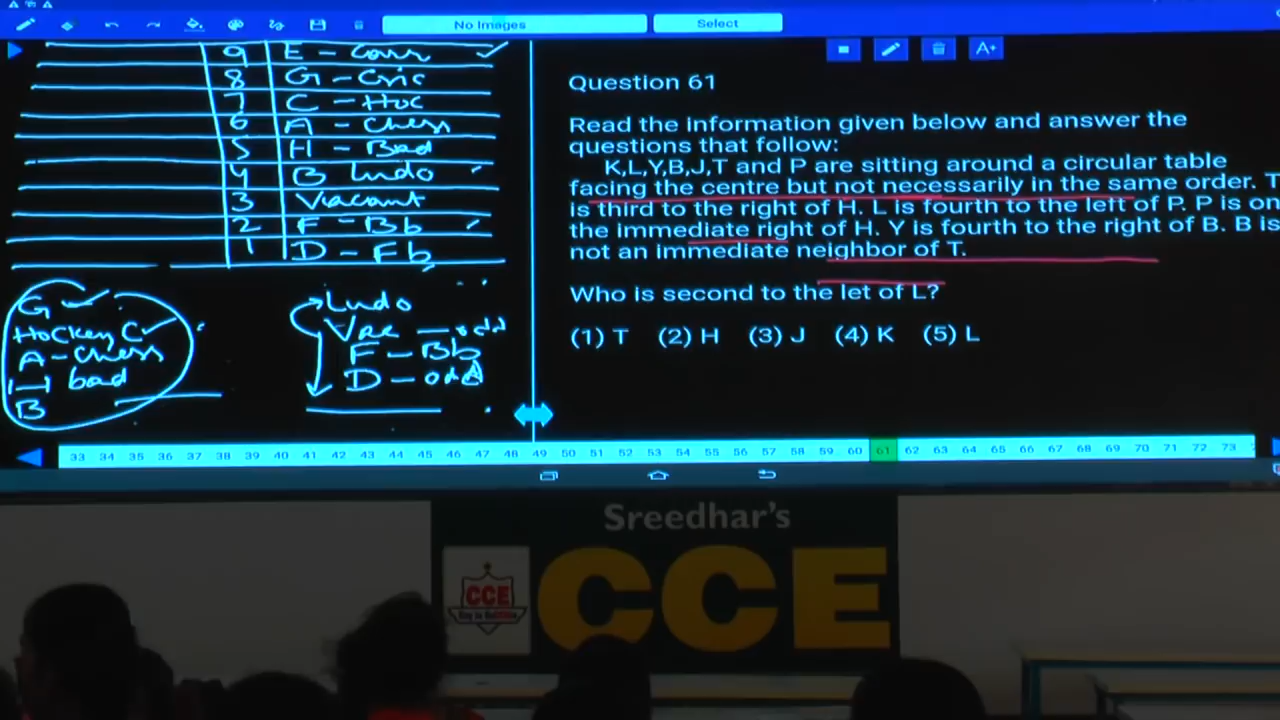 No Images
Select
9 E - Carr
8 G - Cric
7 C - Hoc
6 A - Chess
5 H - Bad
4 B Ludo
3 Vacant
2 F - Bb
1 D - Fb
G
Hockey C
A - Chess
H bad
B
Ludo
Vac - odd
F - Bb
D - odd
A+
Question 61
Read the information given below and answer the
questions that follow:
K,L,Y,B,J,T and P are sitting around a circular table
facing the centre but not necessarily in the same order. T
is third to the right of H. L is fourth to the left of P. P is on
the immediate right of H. Y is fourth to the right of B. B is
not an immediate neighbor of T.
Who is second to the let of L?
(1) T (2) H (3) J (4) K (5) L
33 34 35 36 37 38 39 40 41 42 43 44 45 46 47 48 49 50 51 52 53 54 55 56 57 58 59 60 61 62 63 64 65 66 67 68 69 70 71 72 73
Sreedhar's
CCE
CCE